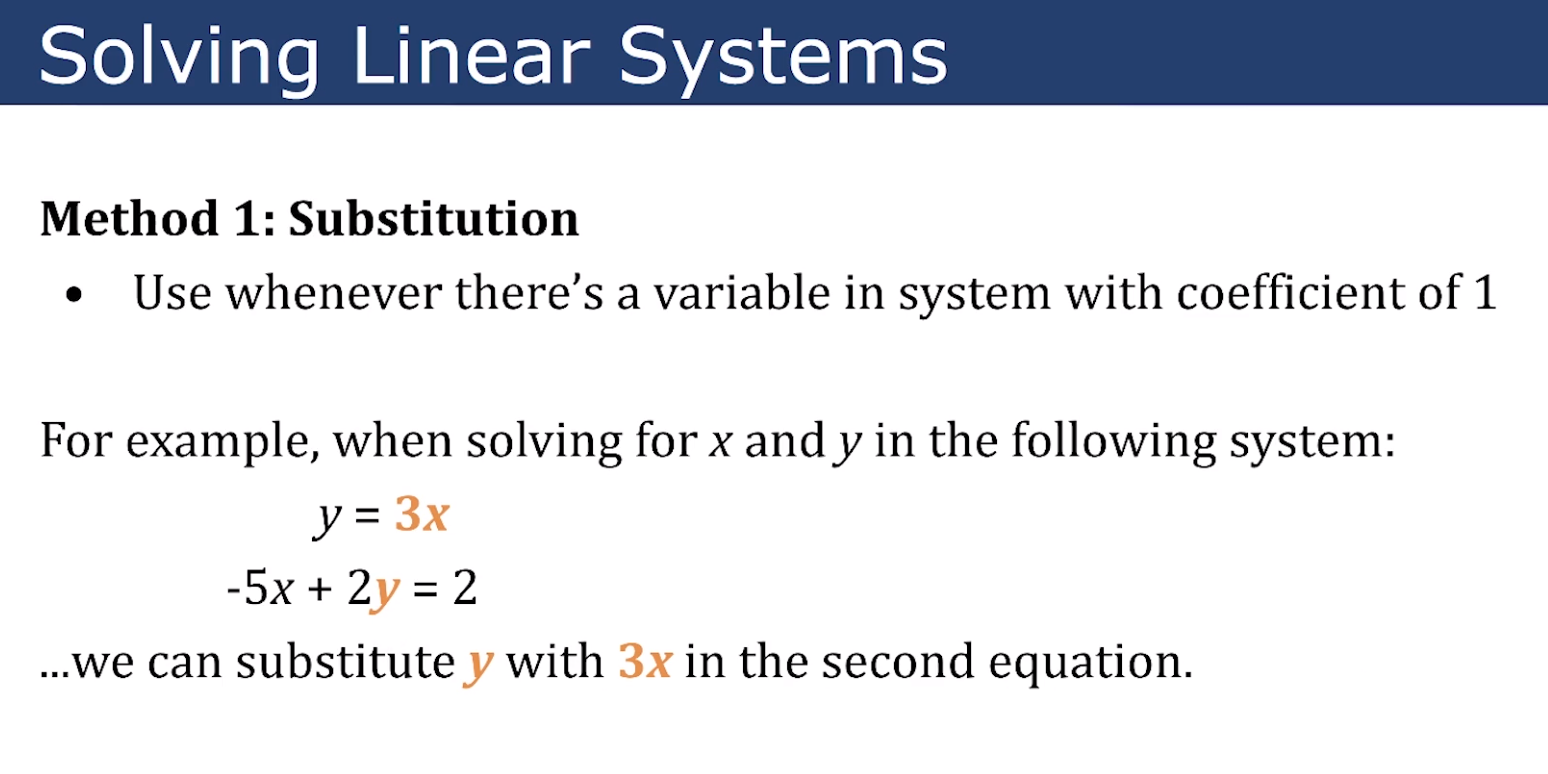 Solving Linear Systems
Method 1: Substitution
• Use whenever there’s a variable in system with coefficient of 1
For example, when solving for x and y in the following system:
y = 3x
-5x + 2y = 2
...we can substitute y with 3x in the second equation.